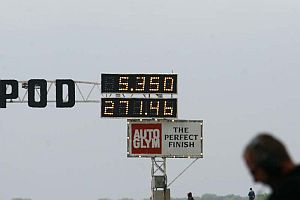 POD
5.350
271.46
AUTO
GLYM
THE
PERFECT
FINISH